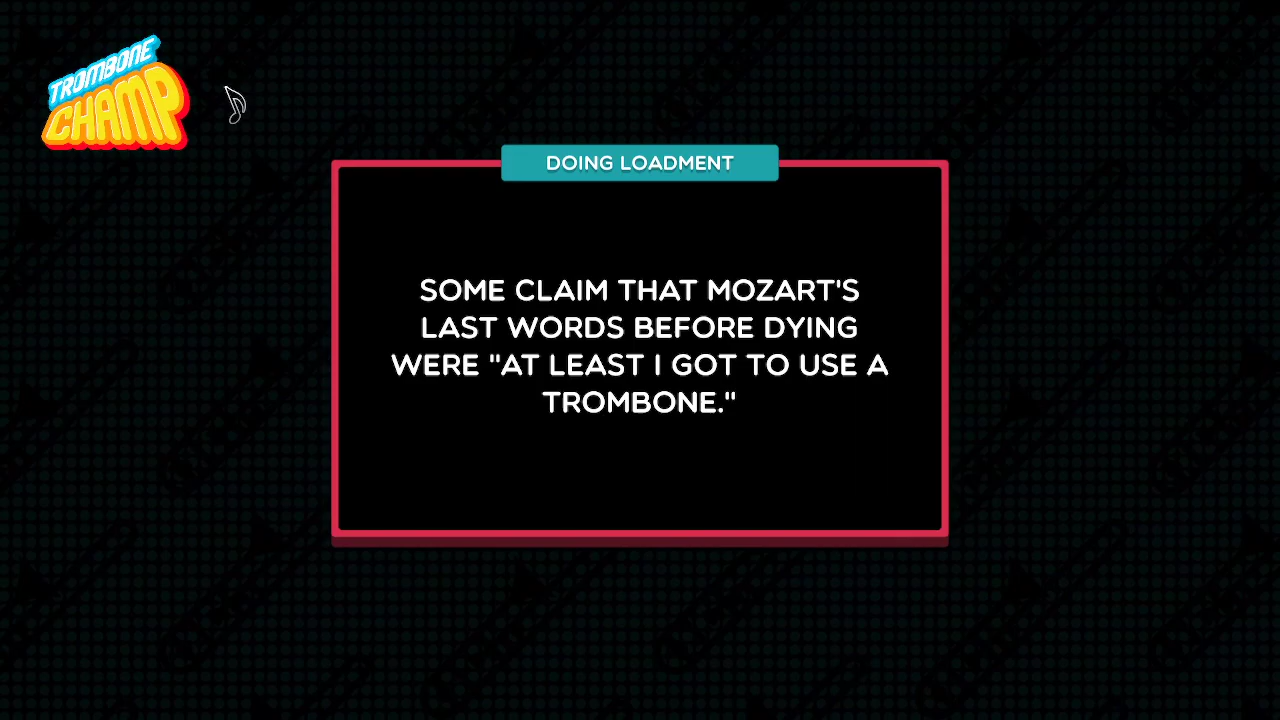 TROMBONE
CHAMP
DOING LOADMENT
SOME CLAIM THAT MOZART'S
LAST WORDS BEFORE DYING
WERE "AT LEAST I GOT TO USE A
TROMBONE."